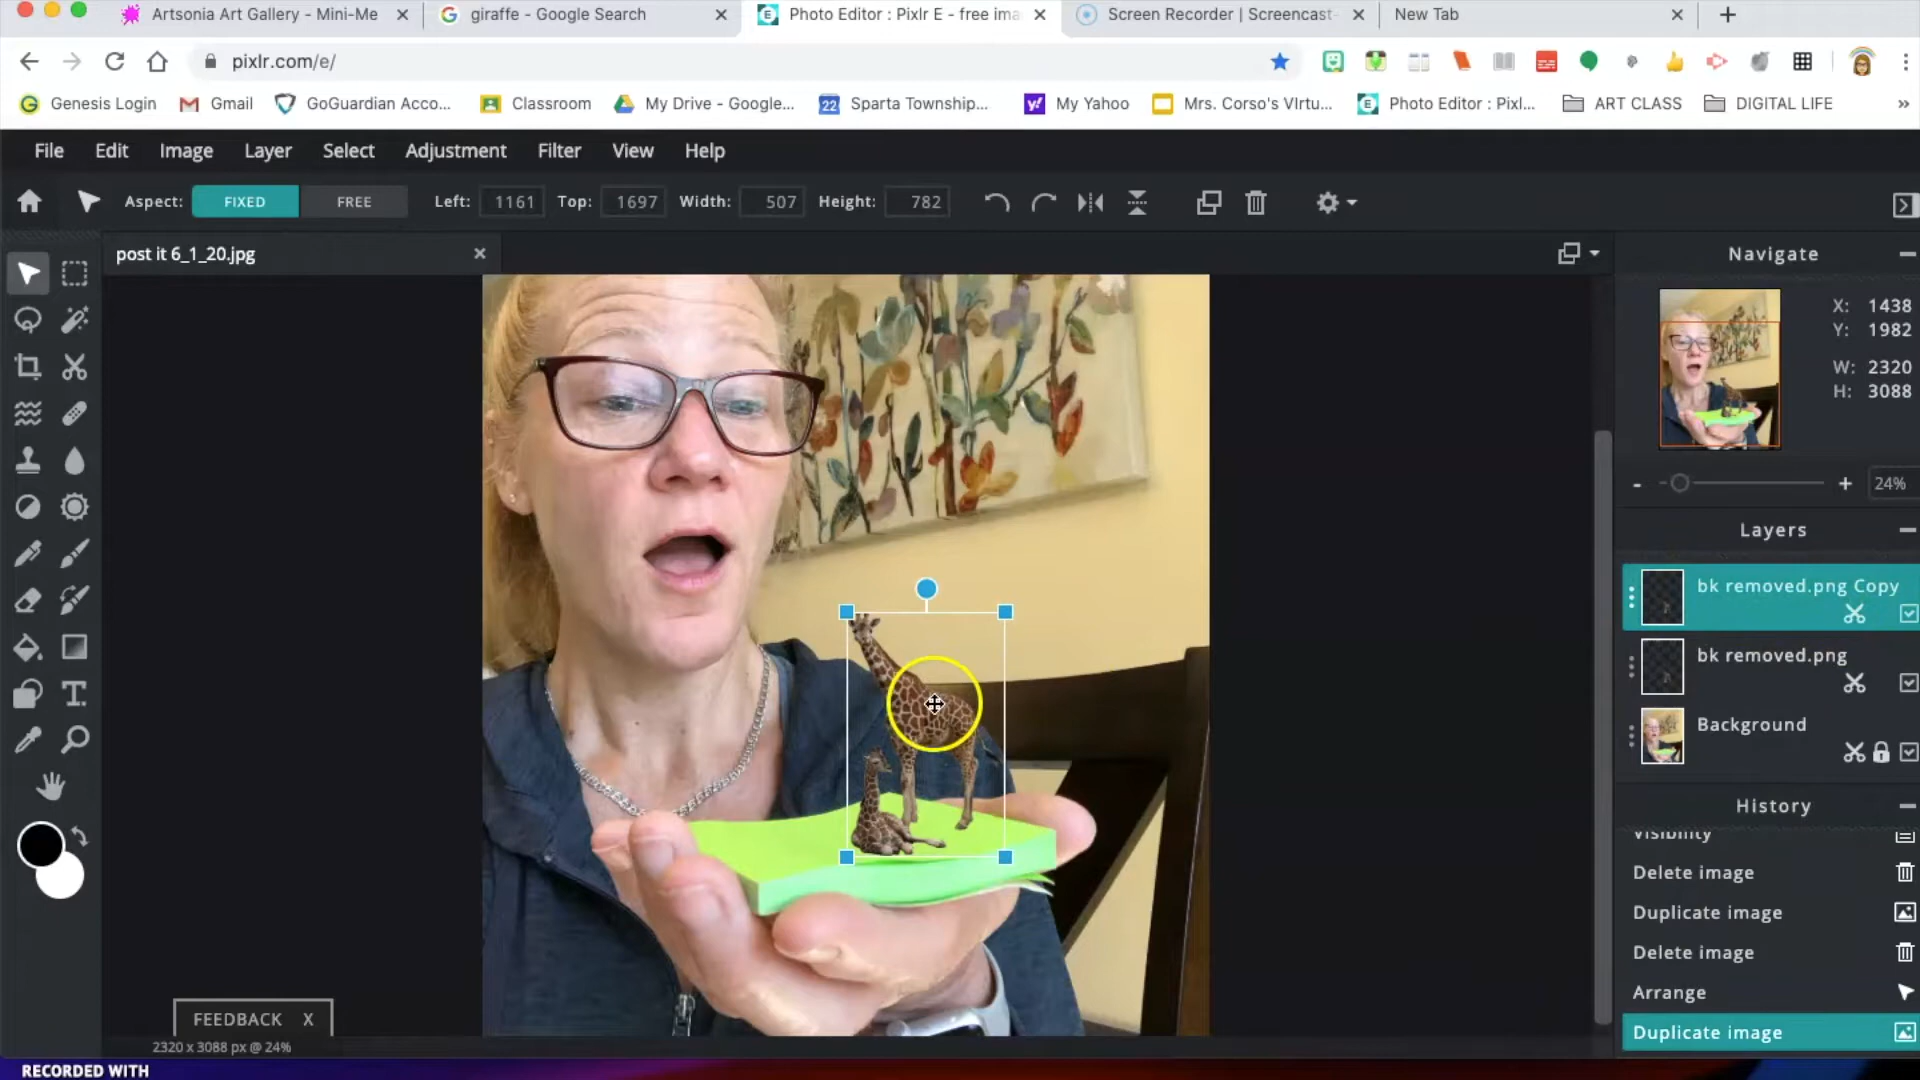 Artsonia Art Gallery - Mini-Me
giraffe - Google Search
Photo Editor : Pixlr E - free ima
Screen Recorder | Screencast-
New Tab
pixlr.com/e/
Genesis Login
Gmail
GoGuardian Acco...
Classroom
My Drive - Google...
22
Sparta Township...
My Yahoo
Mrs. Corso's VIrtu...
Photo Editor : Pixl...
ART CLASS
DIGITAL LIFE
»
File Edit Image Layer Select Adjustment Filter View Help
Aspect: FIXED FREE Left: 1161 Top: 1697 Width: 507 Height: 782
post it 6_1_20.jpg
Navigate
X: 1438
Y: 1982
W: 2320
H: 3088
- + 24%
Layers
bk removed.png Copy
bk removed.png
Background
History
Visibility
Delete image
Duplicate image
Delete image
Arrange
Duplicate image
FEEDBACK X
2320 x 3088 px @ 24%
RECORDED WITH